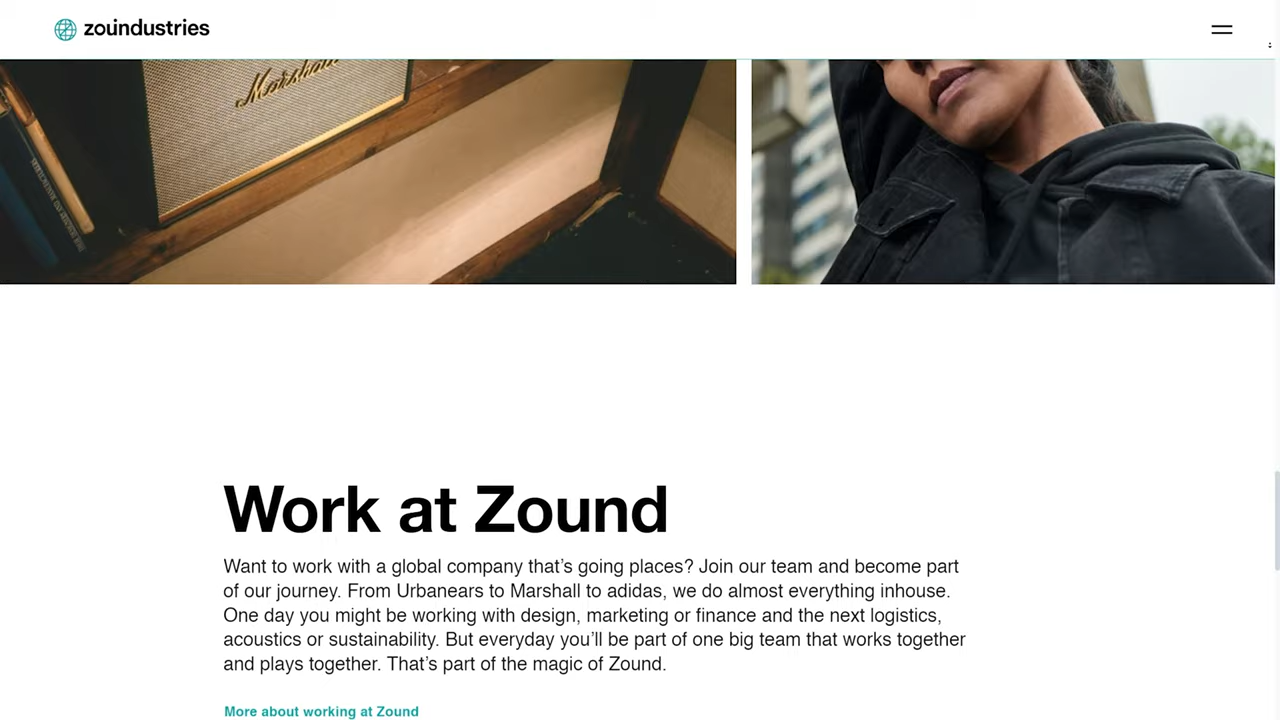 zoundustries
Marshall
Work at Zound
Want to work with a global company that’s going places? Join our team and become part
of our journey. From Urbanears to Marshall to adidas, we do almost everything inhouse.
One day you might be working with design, marketing or finance and the next logistics,
acoustics or sustainability. But everyday you’ll be part of one big team that works together
and plays together. That’s part of the magic of Zound.
More about working at Zound